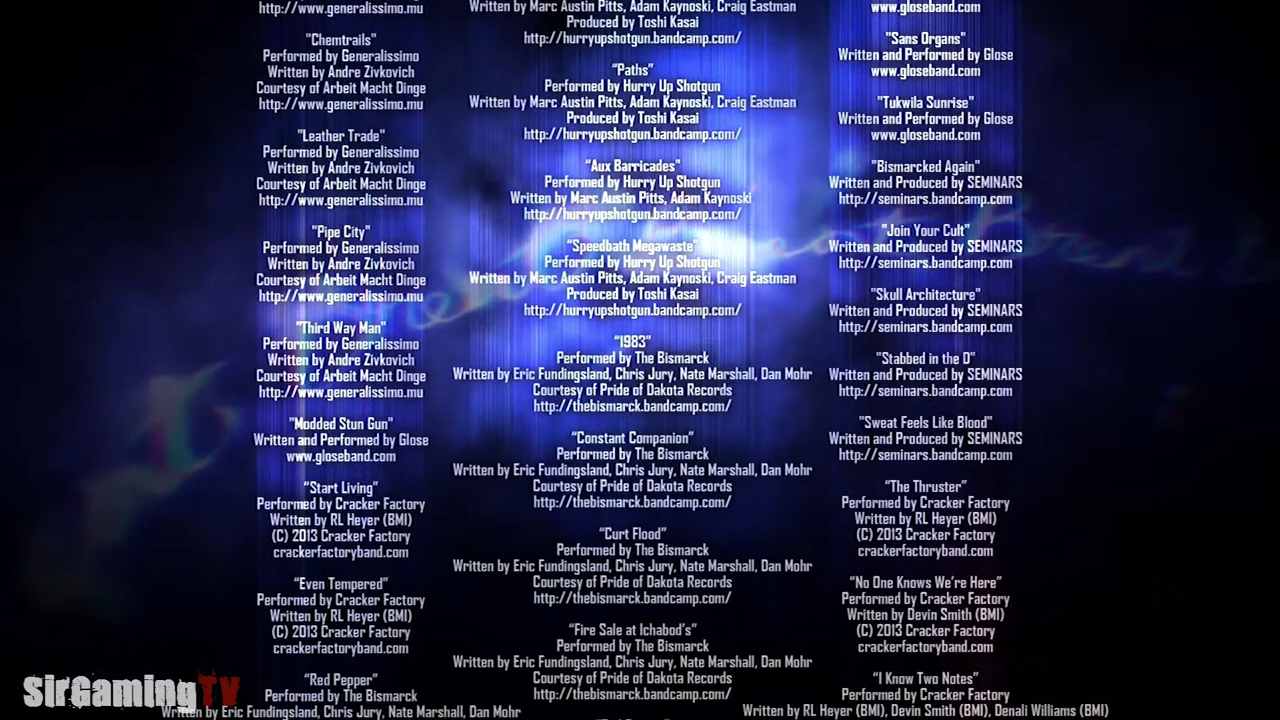 http://www.generalissimo.mu
"Chemtrails"
Performed by Generalissimo
Written by Andre Zivkovich
Courtesy of Arbeit Macht Dinge
http://www.generalissimo.mu
"Leather Trade"
Performed by Generalissimo
Written by Andre Zivkovich
Courtesy of Arbeit Macht Dinge
http://www.generalissimo.mu
"Pipe City"
Performed by Generalissimo
Written by Andre Zivkovich
Courtesy of Arbeit Macht Dinge
http://www.generalissimo.mu
"Third Way Man"
Performed by Generalissimo
Written by Andre Zivkovich
Courtesy of Arbeit Macht Dinge
http://www.generalissimo.mu
"Modded Stun Gun"
Written and Performed by Glose
www.gloseband.com
“Start Living”
Performed by Cracker Factory
Written by RL Heyer (BMI)
(C) 2013 Cracker Factory
crackerfactoryband.com
“Even Tempered”
Performed by Cracker Factory
Written by RL Heyer (BMI)
(C) 2013 Cracker Factory
crackerfactoryband.com
“Red Pepper”
Performed by The Bismarck
Written by Eric Fundingsland, Chris Jury, Nate Marshall, Dan Mohr
Written by Marc Austin Pitts, Adam Kaynoski, Craig Eastman
Produced by Toshi Kasai
http://hurryupshotgun.bandcamp.com/
“Paths”
Performed by Hurry Up Shotgun
Written by Marc Austin Pitts, Adam Kaynoski, Craig Eastman
Produced by Toshi Kasai
http://hurryupshotgun.bandcamp.com/
“Aux Barricades”
Performed by Hurry Up Shotgun
Written by Marc Austin Pitts, Adam Kaynoski
http://hurryupshotgun.bandcamp.com/
“Speedbath Megawaste”
Performed by Hurry Up Shotgun
Written by Marc Austin Pitts, Adam Kaynoski, Craig Eastman
Produced by Toshi Kasai
http://hurryupshotgun.bandcamp.com/
“1983”
Performed by The Bismarck
Written by Eric Fundingsland, Chris Jury, Nate Marshall, Dan Mohr
Courtesy of Pride of Dakota Records
http://thebismarck.bandcamp.com/
“Constant Companion”
Performed by The Bismarck
Written by Eric Fundingsland, Chris Jury, Nate Marshall, Dan Mohr
Courtesy of Pride of Dakota Records
http://thebismarck.bandcamp.com/
“Curt Flood”
Performed by The Bismarck
Written by Eric Fundingsland, Chris Jury, Nate Marshall, Dan Mohr
Courtesy of Pride of Dakota Records
http://thebismarck.bandcamp.com/
“Fire Sale at Ichabod's”
Performed by The Bismarck
Written by Eric Fundingsland, Chris Jury, Nate Marshall, Dan Mohr
Courtesy of Pride of Dakota Records
http://thebismarck.bandcamp.com/
www.gloseband.com
"Sans Organs"
Written and Performed by Glose
www.gloseband.com
"Tukwila Sunrise"
Written and Performed by Glose
www.gloseband.com
"Bismarcked Again"
Written and Produced by SEMINARS
http://seminars.bandcamp.com
"Join Your Cult"
Written and Produced by SEMINARS
http://seminars.bandcamp.com
"Skull Architecture"
Written and Produced by SEMINARS
http://seminars.bandcamp.com
"Stabbed in the D"
Written and Produced by SEMINARS
http://seminars.bandcamp.com
"Sweat Feels Like Blood"
Written and Produced by SEMINARS
http://seminars.bandcamp.com
“The Thruster”
Performed by Cracker Factory
Written by RL Heyer (BMI)
(C) 2013 Cracker Factory
crackerfactoryband.com
“No One Knows We're Here”
Performed by Cracker Factory
Written by Devin Smith (BMI)
(C) 2013 Cracker Factory
crackerfactoryband.com
“I Know Two Notes”
Performed by Cracker Factory
Written by RL Heyer (BMI), Devin Smith (BMI), Denali Williams (BMI)
SirGamingTV